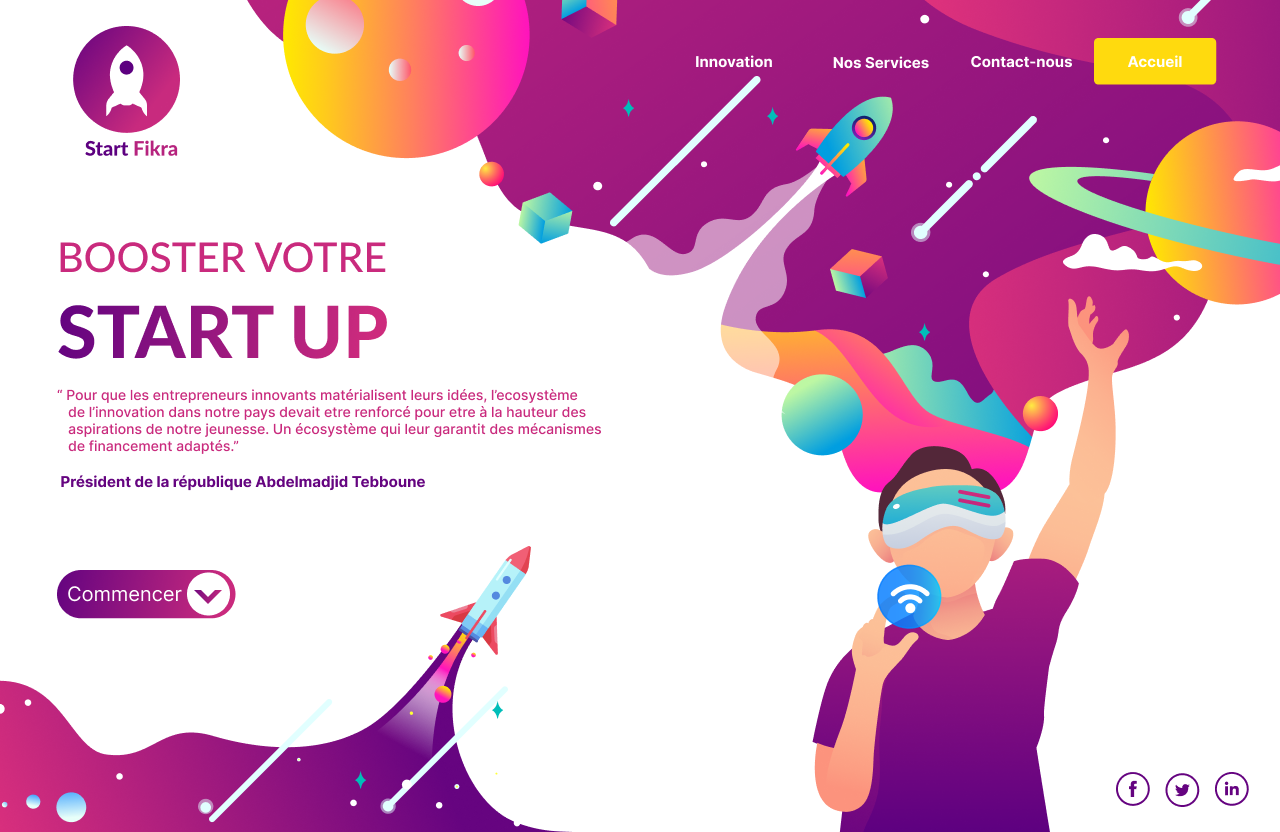 Start Fikra
Innovation
Nos Services
Contact-nous
Accueil
BOOSTER VOTRE
START UP
“ Pour que les entrepreneurs innovants matérialisent leurs idées, l’ecosystème
de l’innovation dans notre pays devait etre renforcé pour etre à la hauteur des
aspirations de notre jeunesse. Un écosystème qui leur garantit des mécanismes
de financement adaptés.”
Président de la république Abdelmadjid Tebboune
Commencer